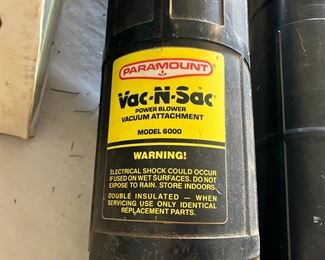 PARAMOUNT
Vac-N-Sac
POWER BLOWER
VACUUM ATTACHMENT
MODEL 6000
WARNING!
ELECTRICAL SHOCK COULD OCCUR
IF USED ON WET SURFACES. DO NOT
EXPOSE TO RAIN. STORE INDOORS.
DOUBLE INSULATED — WHEN
SERVICING USE ONLY IDENTICAL
REPLACEMENT PARTS.